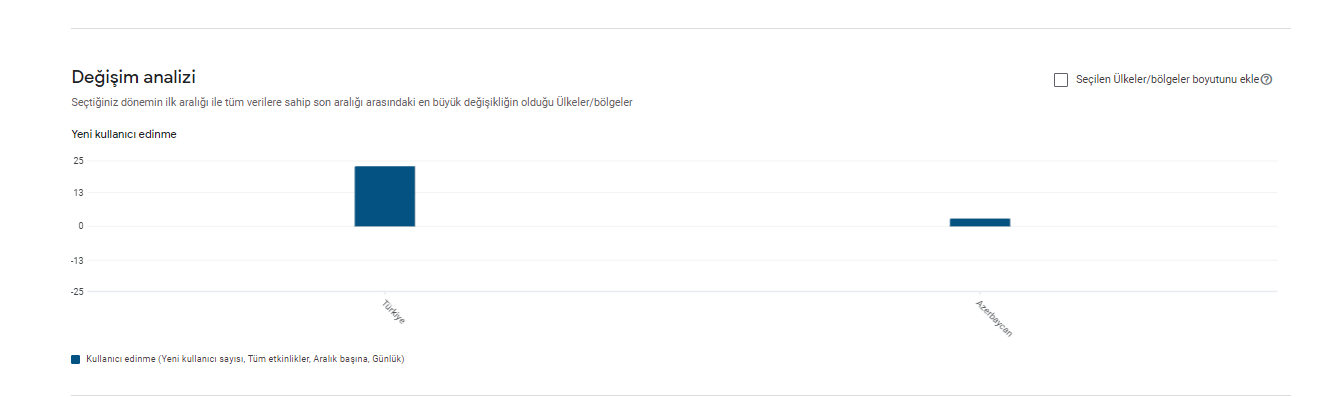 Değişim analizi
Seçilen Ülkeler/bölgeler boyutunu ekle
Seçtiğiniz dönemin ilk aralığı ile tüm verilere sahip son aralığı arasındaki en büyük değişikliğin olduğu Ülkeler/bölgeler
Yeni kullanıcı edinme
25
13
0
-13
-25
Türkiye
Azerbaycan
Kullanıcı edinme (Yeni kullanıcı sayısı, Tüm etkinlikler, Aralık başına, Günlük)